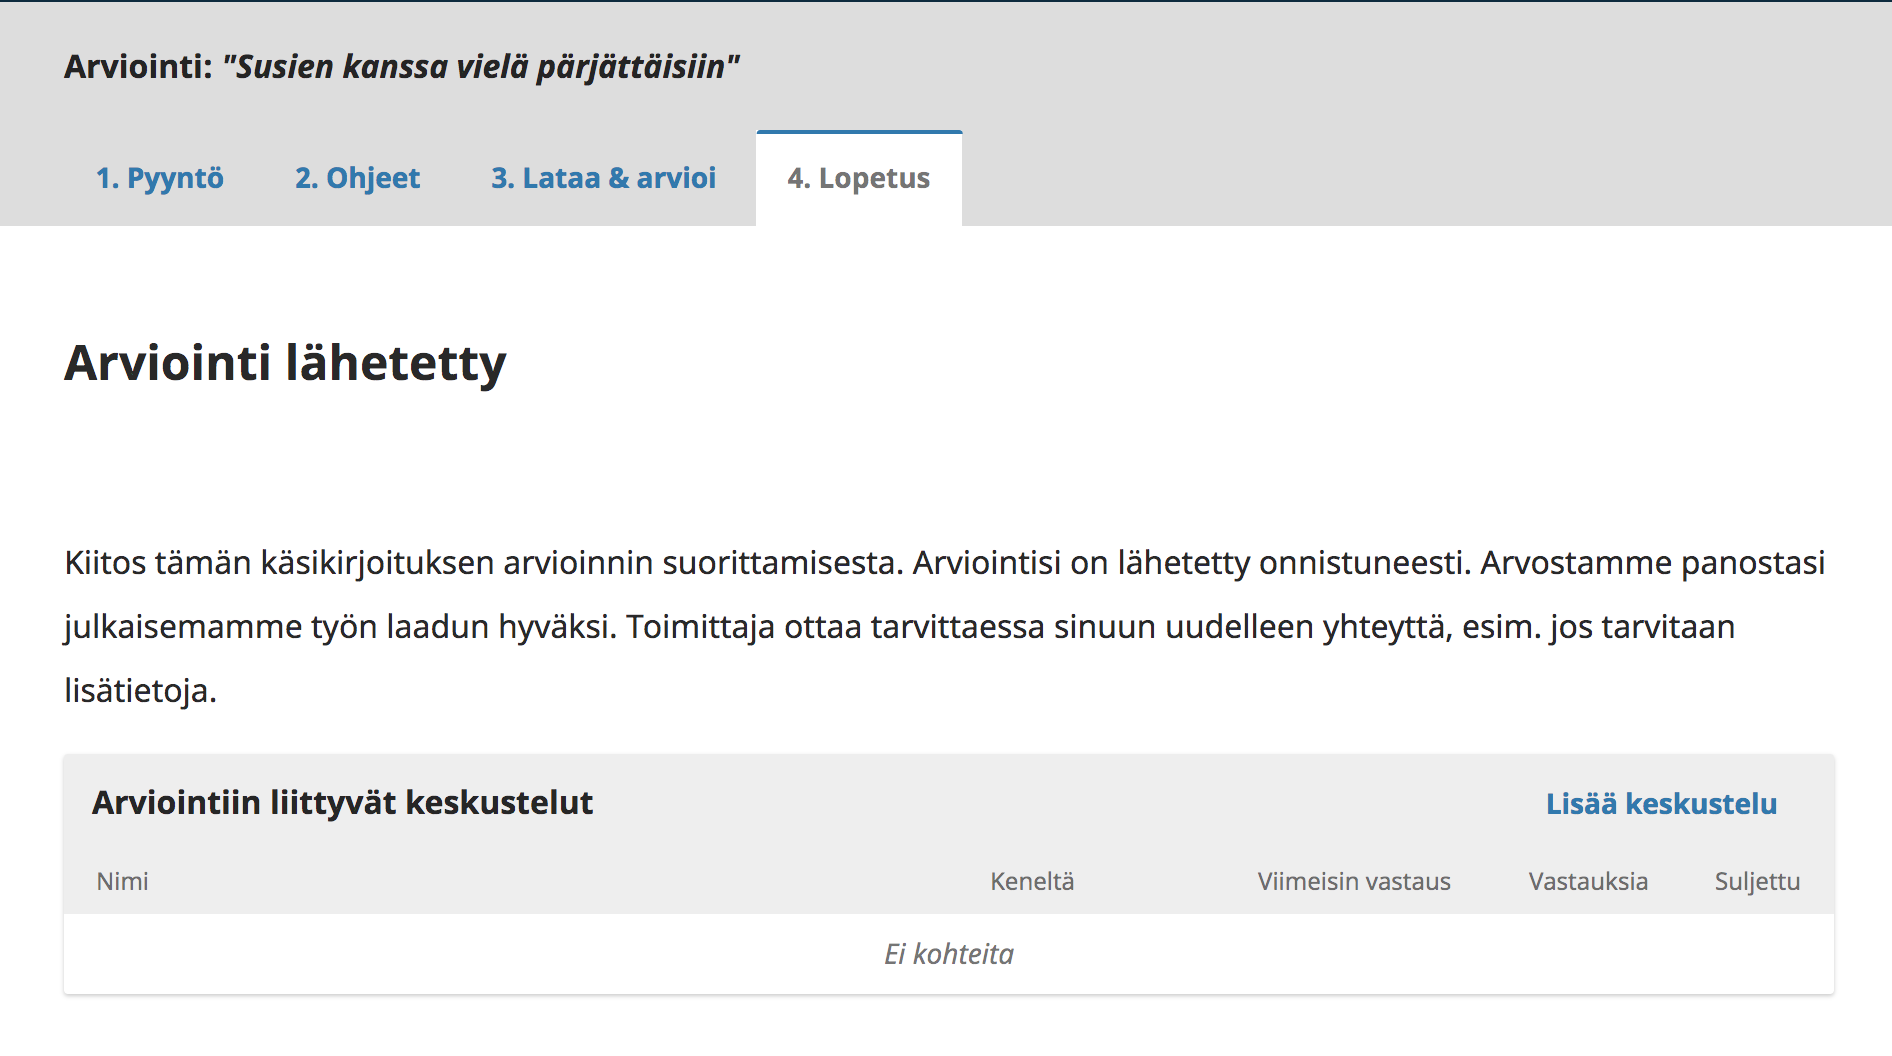 Arviointi: "Susien kanssa vielä pärjättäisiin"
1. Pyyntö 2. Ohjeet 3. Lataa & arvioi 4. Lopetus
Arviointi lähetetty
Kiitos tämän käsikirjoituksen arvioinnin suorittamisesta. Arviointisi on lähetetty onnistuneesti. Arvostamme panostasi
julkaisemamme työn laadun hyväksi. Toimittaja ottaa tarvittaessa sinuun uudelleen yhteyttä, esim. jos tarvitaan
lisätietoja.
Arviointiin liittyvät keskustelut Lisää keskustelu
Nimi Keneltä Viimeisin vastaus Vastauksia Suljettu
Ei kohteita